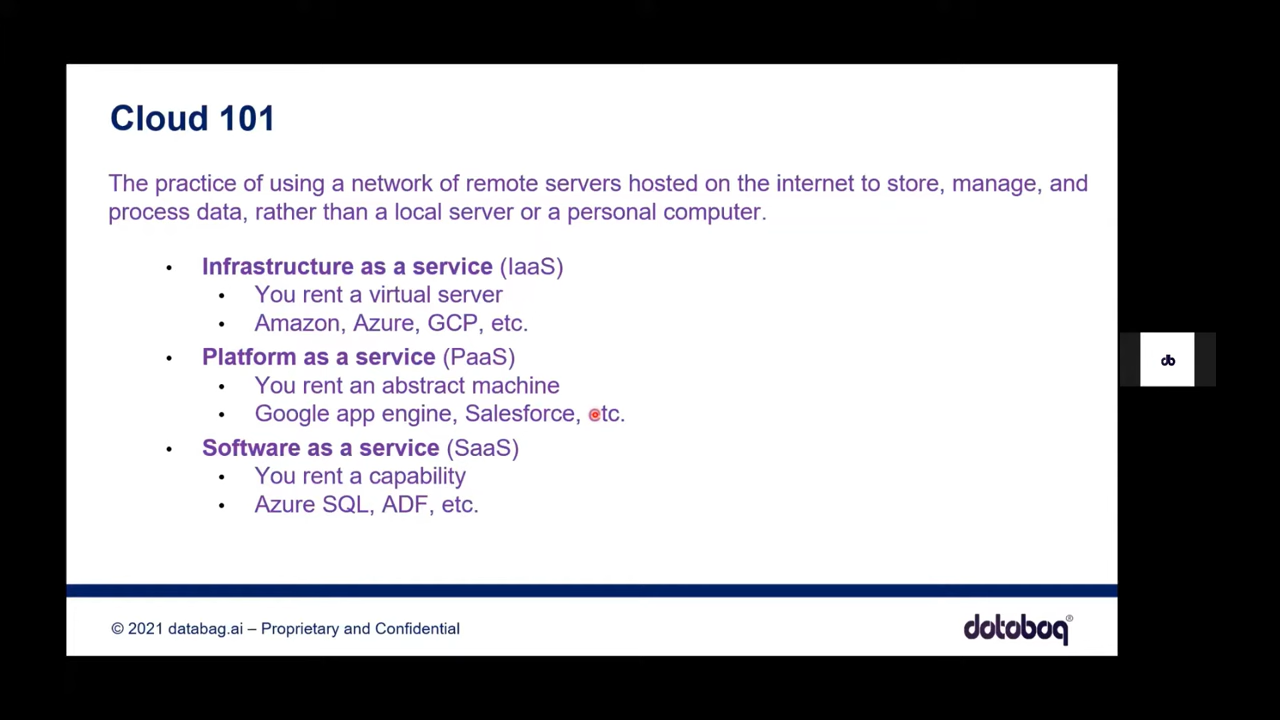 Cloud 101
The practice of using a network of remote servers hosted on the internet to store, manage, and
process data, rather than a local server or a personal computer.
• Infrastructure as a service (IaaS)
• You rent a virtual server
• Amazon, Azure, GCP, etc.
• Platform as a service (PaaS)
• You rent an abstract machine
• Google app engine, Salesforce, etc.
• Software as a service (SaaS)
• You rent a capability
• Azure SQL, ADF, etc.
© 2021 databag.ai – Proprietary and Confidential
databag®
db